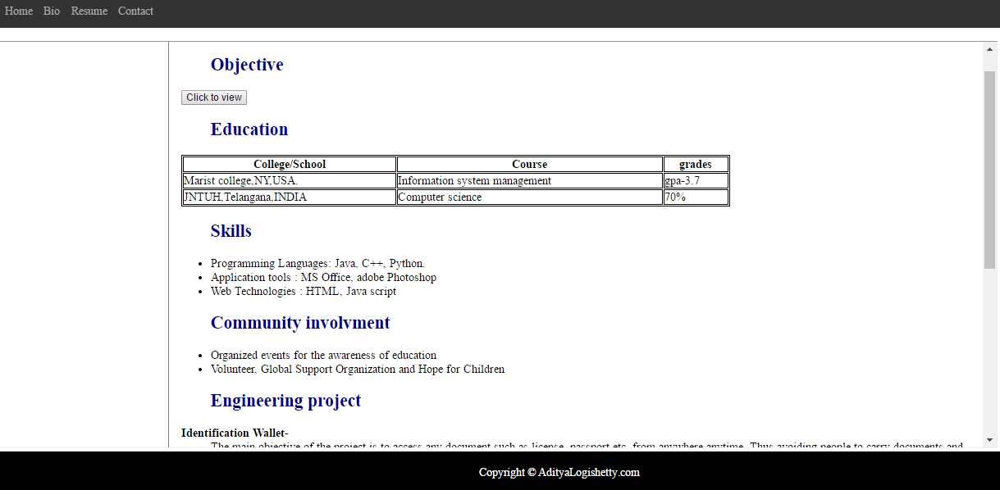 Home Bio Resume Contact
Objective
Click to view
Education
College/School Course grades
Marist college,NY,USA. Information system management gpa-3.7
JNTUH,Telangana,INDIA Computer science 70%
Skills
Programming Languages: Java, C++, Python.
Application tools : MS Office, adobe Photoshop
Web Technologies : HTML, Java script
Community involvment
Organized events for the awareness of education
Volunteer, Global Support Organization and Hope for Children
Engineering project
Identification Wallet-
The main objective of the project is to access any document such as license, passport etc. from anywhere anytime. Thus avoiding people to carry documents and
Copyright © AdityaLogishetty.com